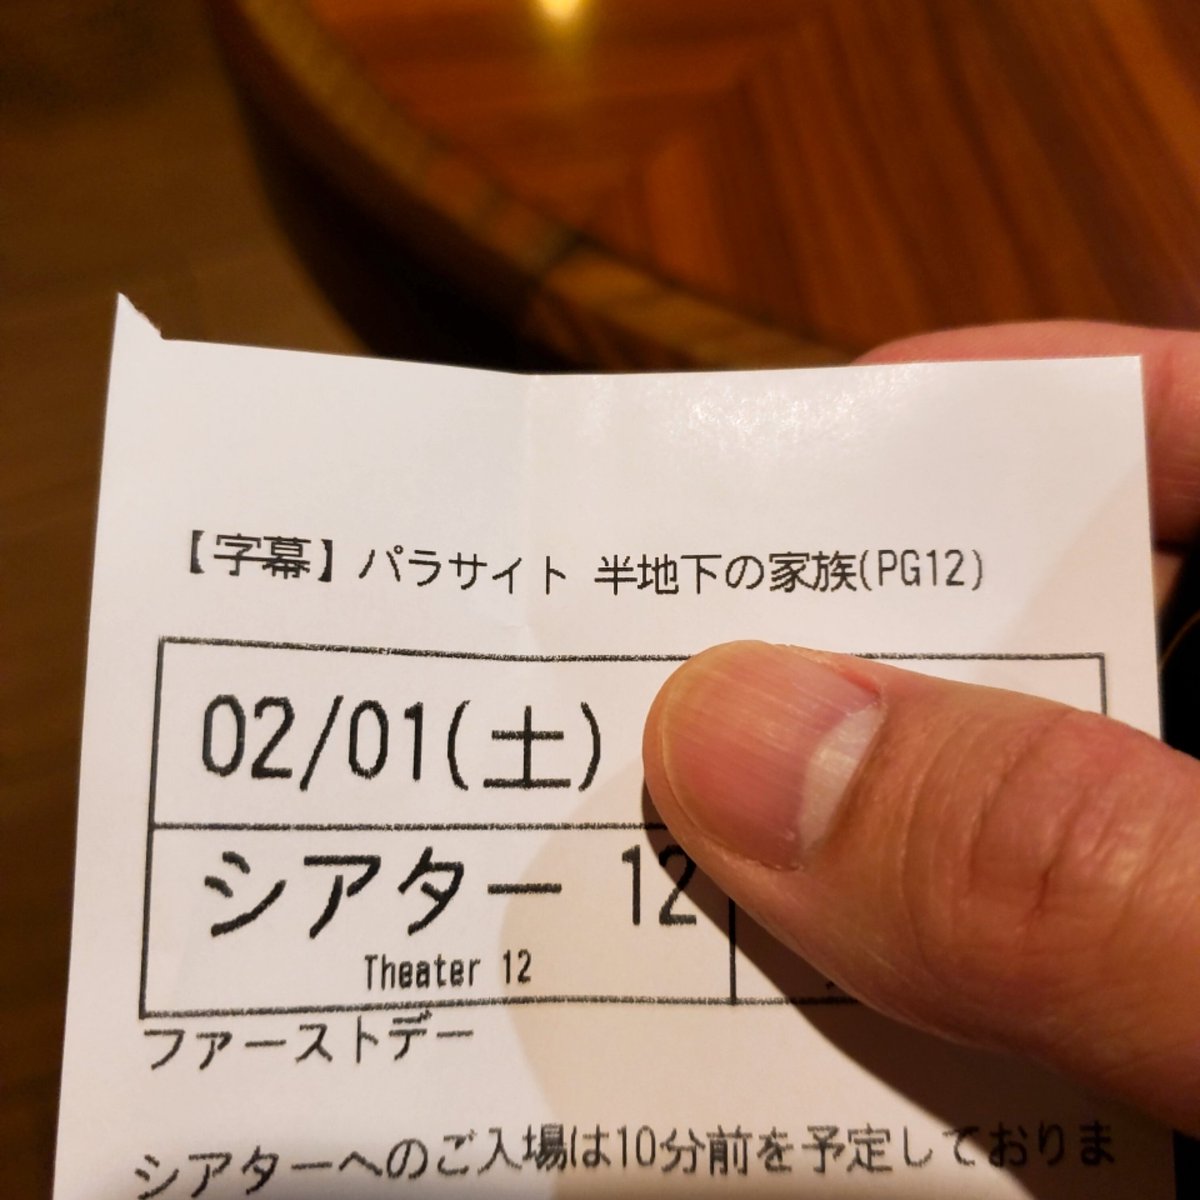 【字幕】パラサイト 半地下の家族(PG12)
02/01(土)
シアター 12
Theater 12
ファーストデー
シアターへのご入場は10分前を予定しておりま